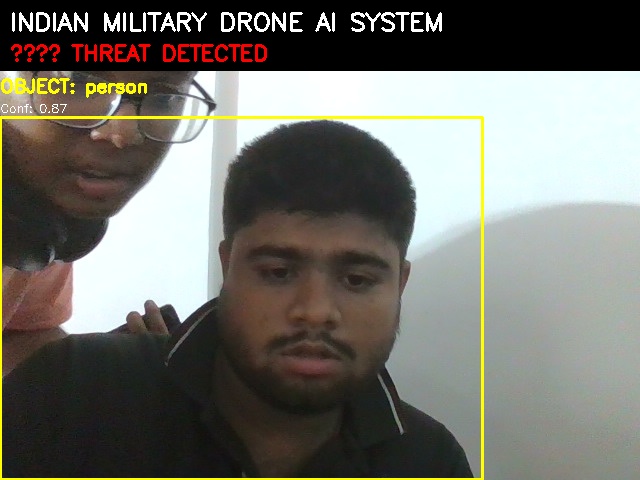 INDIAN MILITARY DRONE AI SYSTEM
???? THREAT DETECTED
OBJECT: person
Conf: 0.87